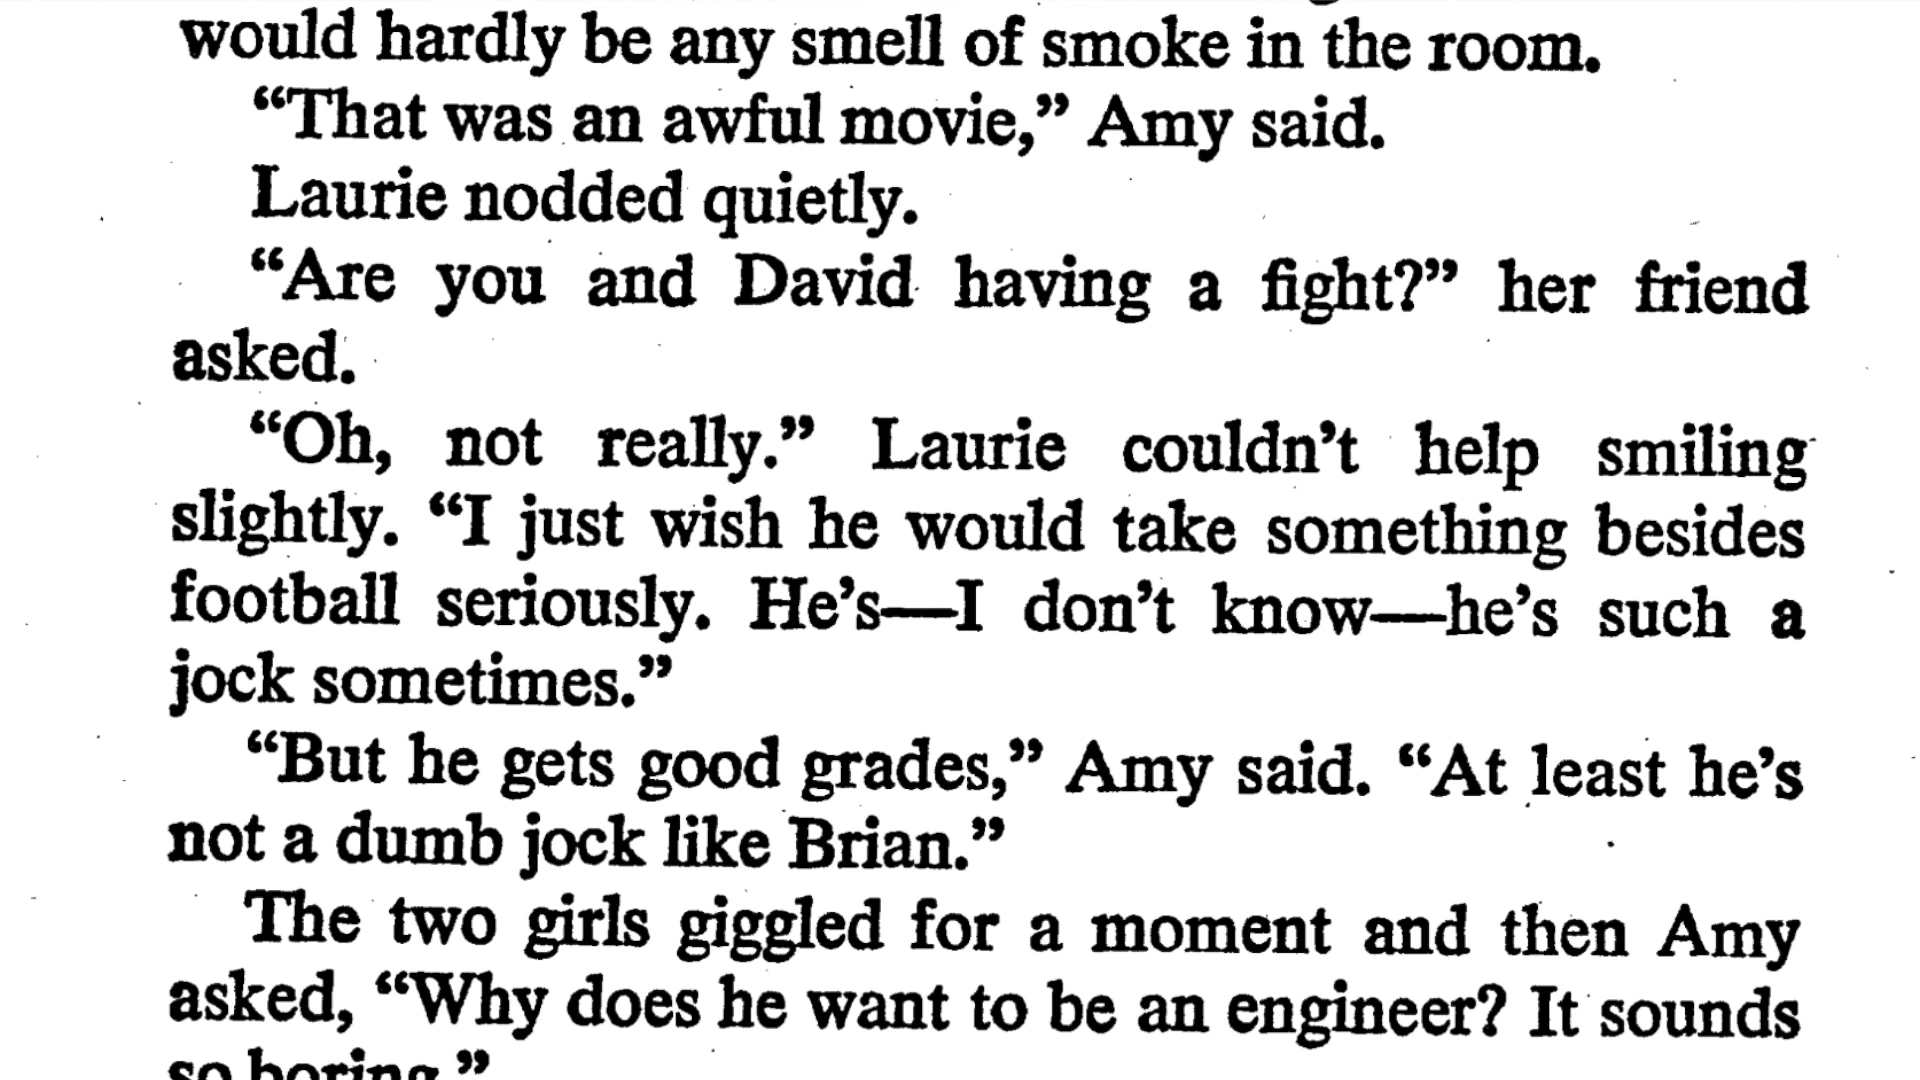 would hardly be any smell of smoke in the room.
“That was an awful movie,” Amy said.
Laurie nodded quietly.
“Are you and David having a fight?” her friend
asked.
“Oh, not really.” Laurie couldn’t help smiling
slightly. “I just wish he would take something besides
football seriously. He’s—I don’t know—he’s such a
jock sometimes.”
“But he gets good grades,” Amy said. “At least he’s
not a dumb jock like Brian.”
The two girls giggled for a moment and then Amy
asked, “Why does he want to be an engineer? It sounds
so boring.”